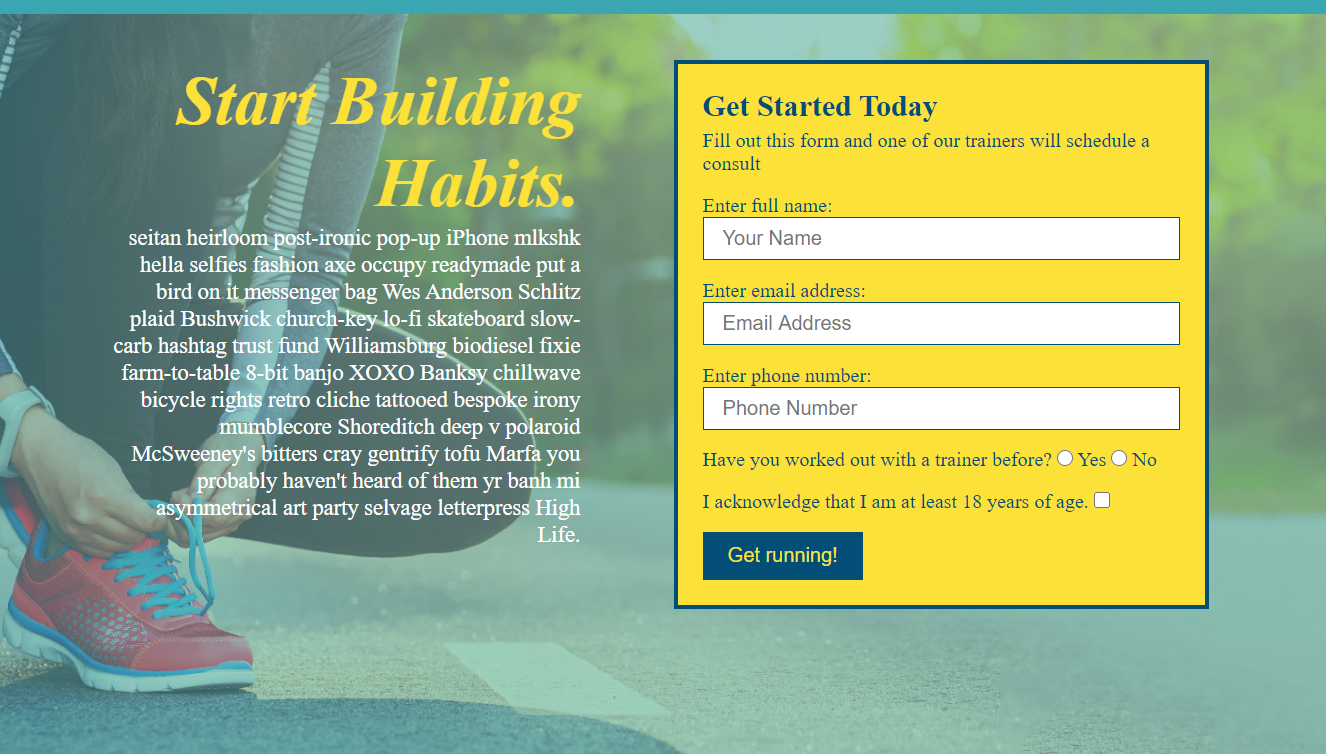 Start Building
Habits.
seitan heirloom post-ironic pop-up iPhone mlkshk
hella selfies fashion axe occupy readymade put a
bird on it messenger bag Wes Anderson Schlitz
plaid Bushwick church-key lo-fi skateboard slow-
carb hashtag trust fund Williamsburg biodiesel fixie
farm-to-table 8-bit banjo XOXO Banksy chillwave
bicycle rights retro cliche tattooed bespoke irony
mumblecore Shoreditch deep v polaroid
McSweeney's bitters cray gentrify tofu Marfa you
probably haven't heard of them yr banh mi
asymmetrical art party selvage letterpress High
Life.
Get Started Today
Fill out this form and one of our trainers will schedule a
consult
Enter full name:
Your Name
Enter email address:
Email Address
Enter phone number:
Phone Number
Have you worked out with a trainer before? Yes No
I acknowledge that I am at least 18 years of age.
Get running!